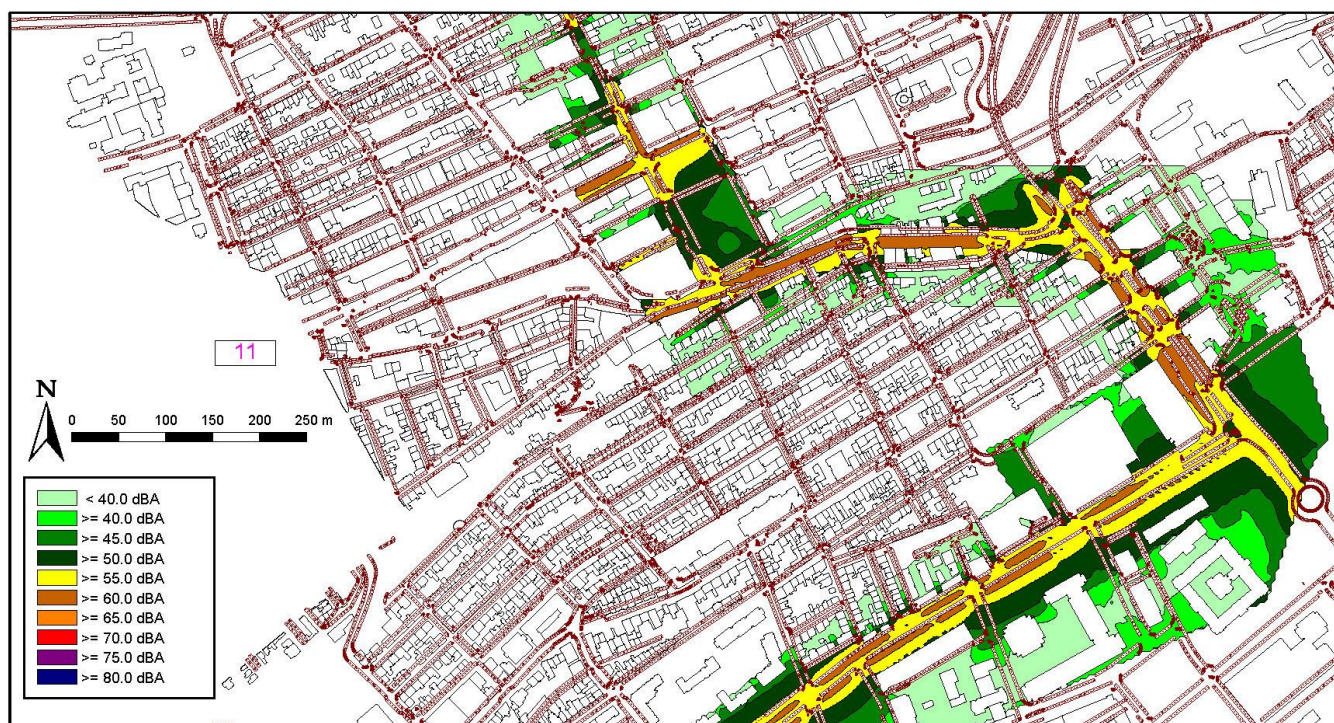 11
N
0 50 100 150 200 250 m
< 40.0 dBA
>= 40.0 dBA
>= 45.0 dBA
>= 50.0 dBA
>= 55.0 dBA
>= 60.0 dBA
>= 65.0 dBA
>= 70.0 dBA
>= 75.0 dBA
>= 80.0 dBA